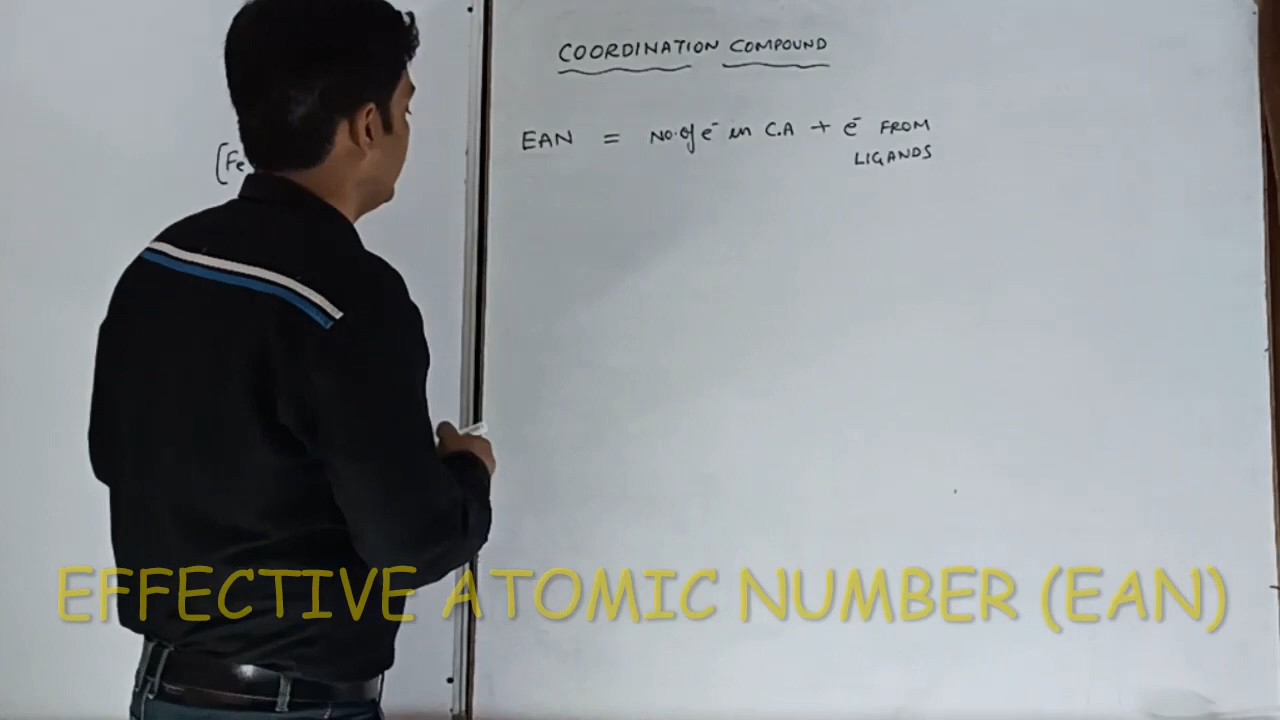 COORDINATION COMPOUND
EAN = NO. of e⁻ in C.A + e⁻ FROM
LIGANDS
[Fe
EFFECTIVE ATOMIC NUMBER (EAN)